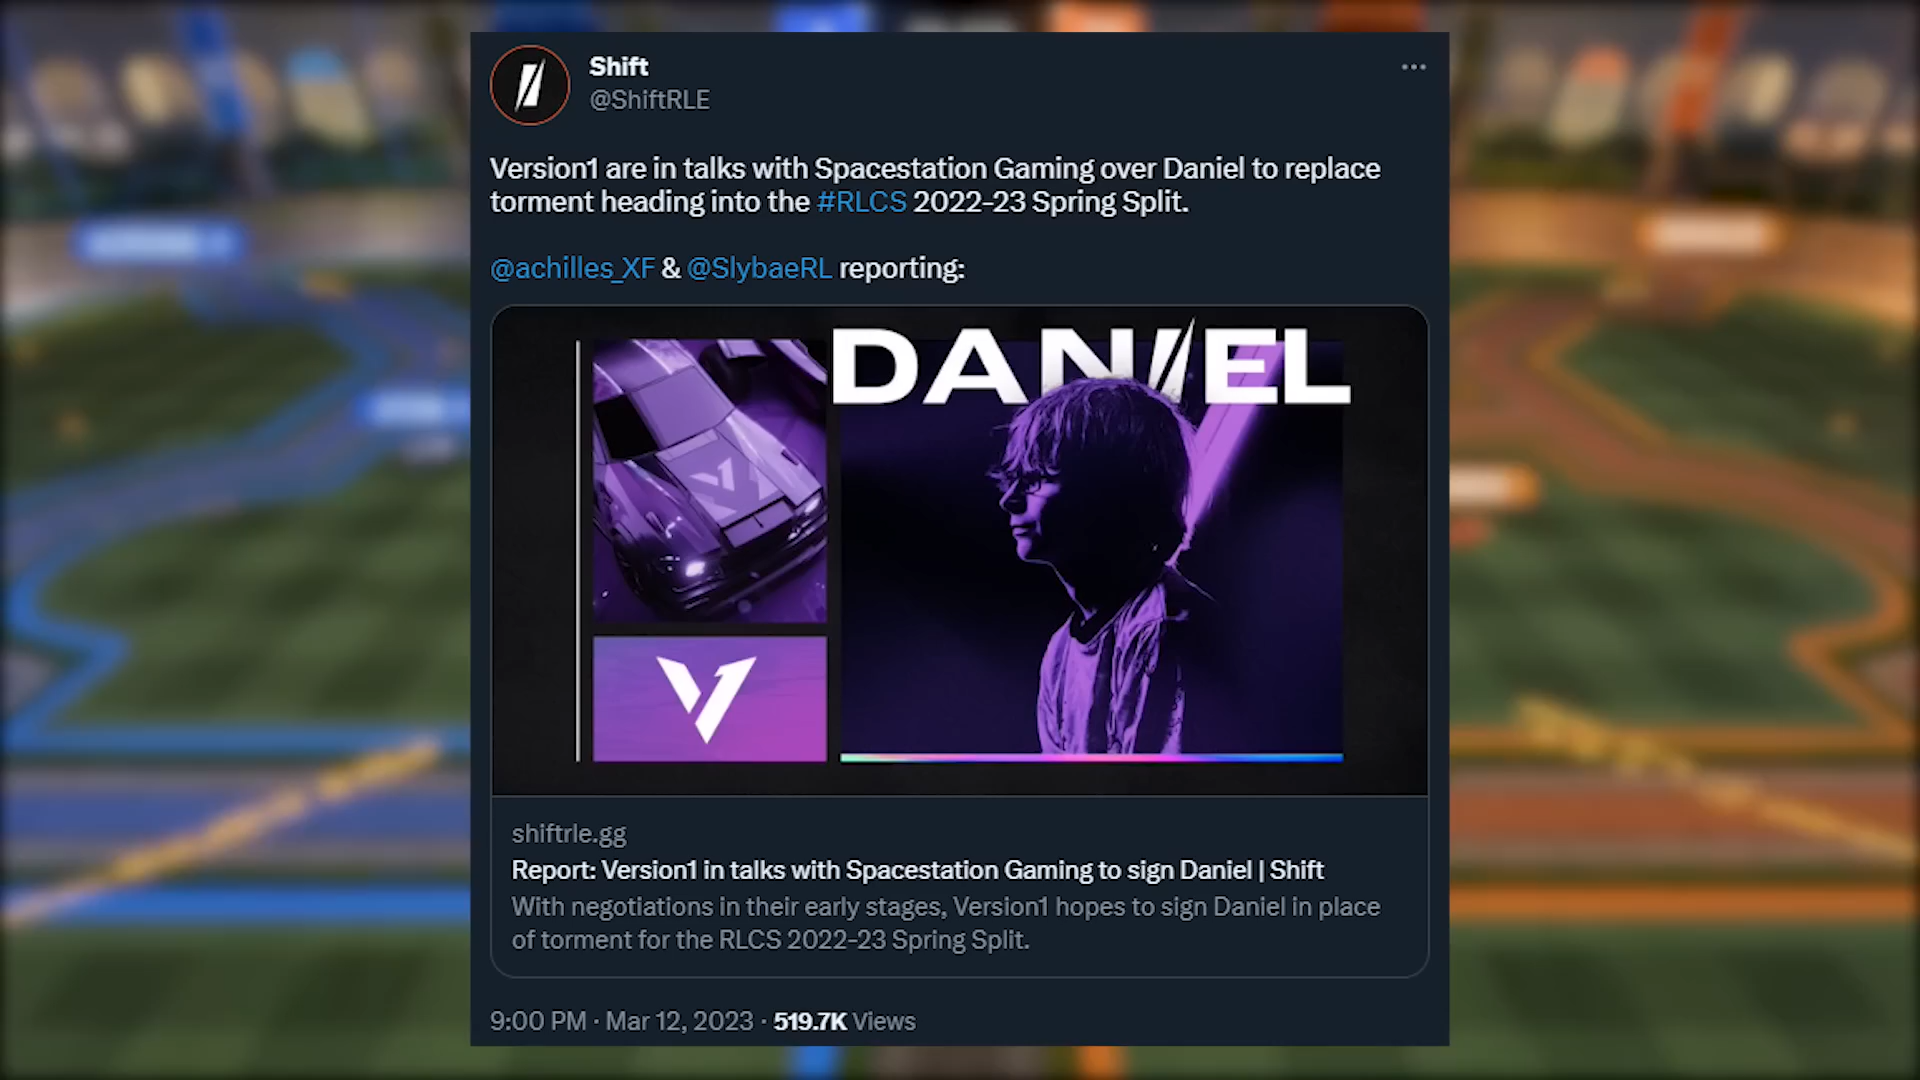 Shift
@ShiftRLE
Version1 are in talks with Spacestation Gaming over Daniel to replace
torment heading into the #RLCS 2022-23 Spring Split.
@achilles_XF & @SlybaeRL reporting:
DANIEL
shiftrle.gg
Report: Version1 in talks with Spacestation Gaming to sign Daniel | Shift
With negotiations in their early stages, Version1 hopes to sign Daniel in place
of torment for the RLCS 2022-23 Spring Split.
9:00 PM · Mar 12, 2023 · 519.7K Views